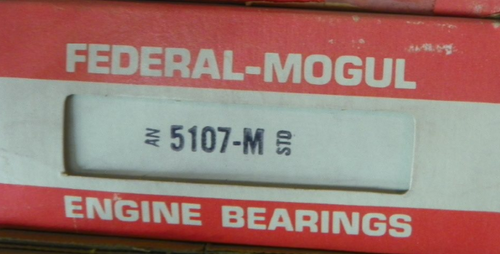 FEDERAL-MOGUL
AN 5107-M STD
ENGINE BEARINGS